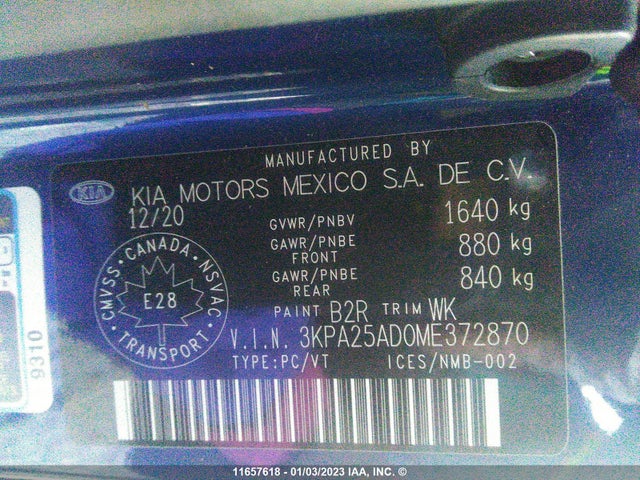 MANUFACTURED BY
KIA KIA MOTORS MEXICO S.A. DE C.V.
12/20
GVWR/PNBV 1640 kg
GAWR/PNBE FRONT 880 kg
GAWR/PNBE REAR 840 kg
CMVSS · CANADA · NSVAC
E28
TRANSPORT
PAINT B2R TRIM WK
V.I.N. 3KPA25AD0ME372870
TYPE:PC/VT ICES/NMB-002
9310
11657618 - 01/03/2023 IAA, INC. ©